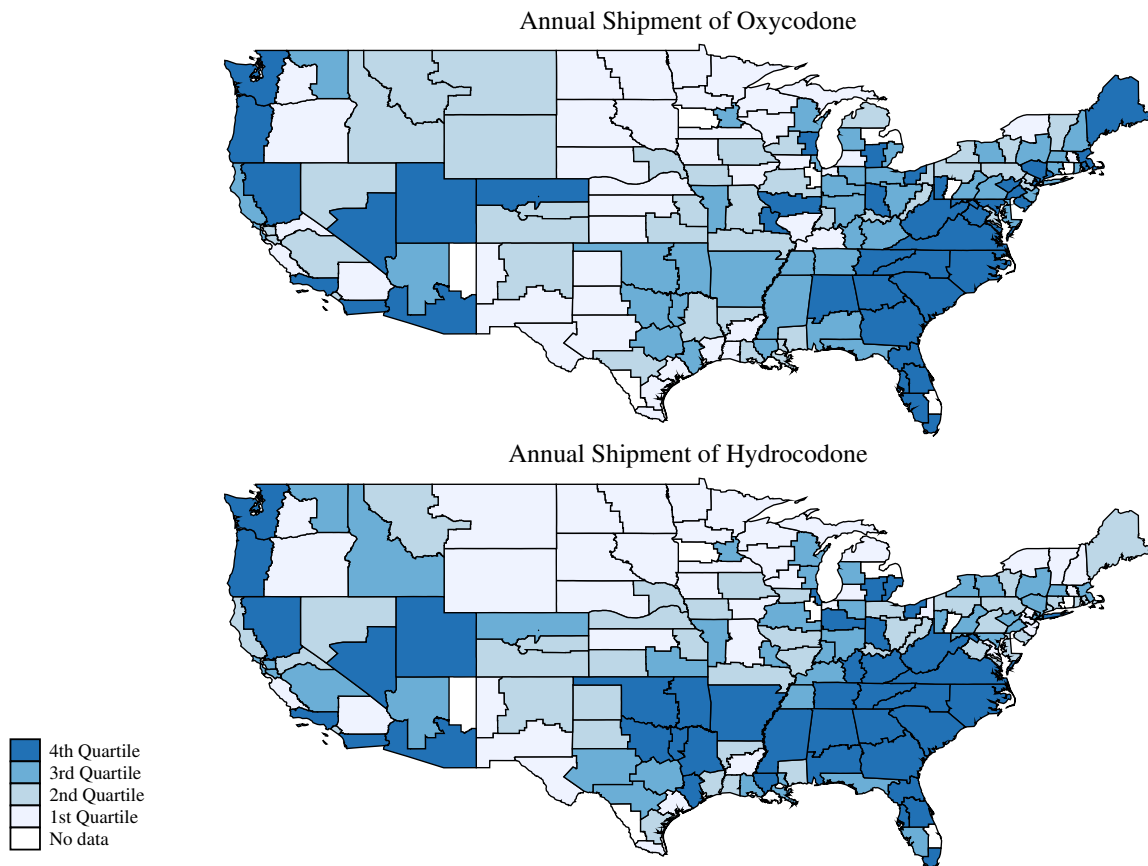 Annual Shipment of Oxycodone
Annual Shipment of Hydrocodone
4th Quartile
3rd Quartile
2nd Quartile
1st Quartile
No data